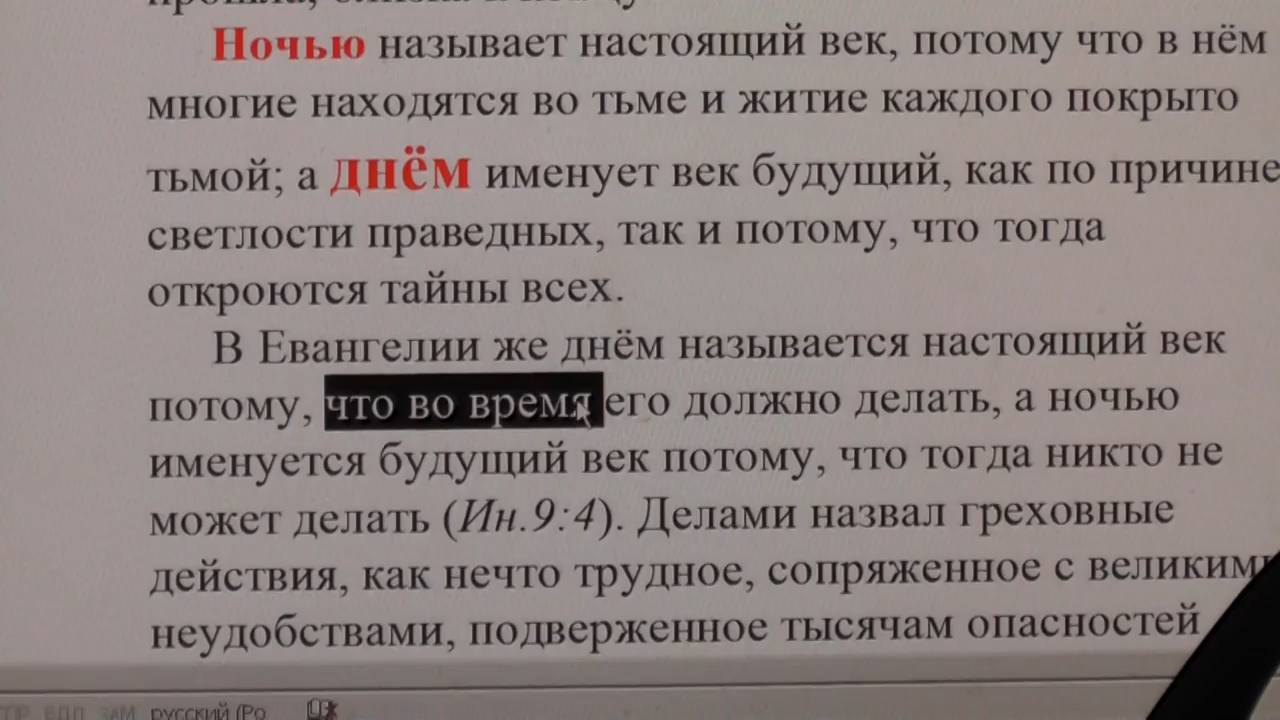 Ночью называет настоящий век, потому что в нём
многие находятся во тьме и житие каждого покрыто
тьмой; а днём именует век будущий, как по причине
светлости праведных, так и потому, что тогда
откроются тайны всех.
В Евангелии же днём называется настоящий век
потому, что во время его должно делать, а ночью
именуется будущий век потому, что тогда никто не
может делать (Ин.9:4). Делами назвал греховные
действия, как нечто трудное, сопряженное с великими
неудобствами, подверженное тысячам опасностей
ЗАМ русский (Ро